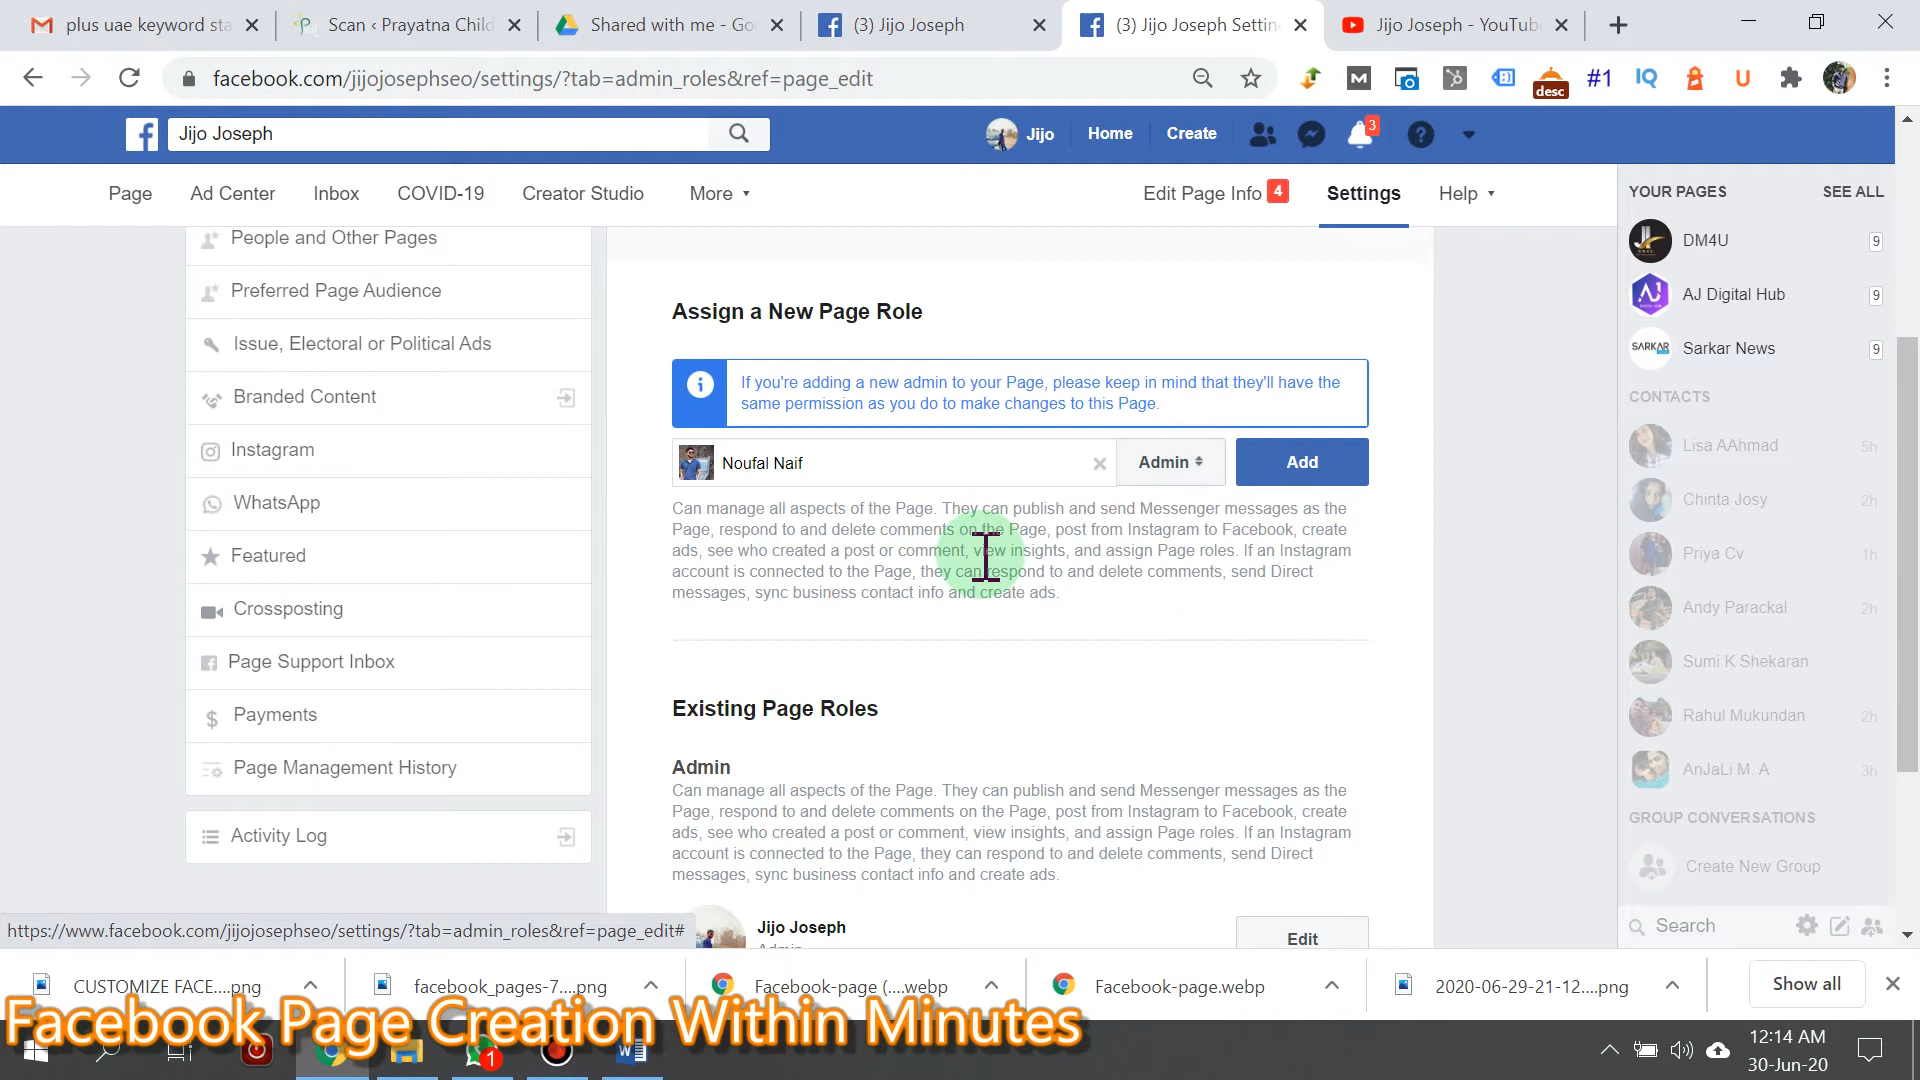 plus uae keyword sta
Scan ‹ Prayatna Child
Shared with me - Go
(3) Jijo Joseph
(3) Jijo Joseph Settin
Jijo Joseph - YouTube
facebook.com/jijojosephseo/settings/?tab=admin_roles&ref=page_edit
desc
#1
IQ
Jijo Joseph
Jijo
Home
Create
3
Page
Ad Center
Inbox
COVID-19
Creator Studio
More
Edit Page Info 4
Settings
Help
People and Other Pages
Preferred Page Audience
Issue, Electoral or Political Ads
Branded Content
Instagram
WhatsApp
Featured
Crossposting
Page Support Inbox
Payments
Page Management History
Activity Log
Assign a New Page Role
If you're adding a new admin to your Page, please keep in mind that they'll have the
same permission as you do to make changes to this Page.
Noufal Naif
Admin
Add
Can manage all aspects of the Page. They can publish and send Messenger messages as the
Page, respond to and delete comments on the Page, post from Instagram to Facebook, create
ads, see who created a post or comment, view insights, and assign Page roles. If an Instagram
account is connected to the Page, they can respond to and delete comments, send Direct
messages, sync business contact info and create ads.
Existing Page Roles
Admin
Can manage all aspects of the Page. They can publish and send Messenger messages as the
Page, respond to and delete comments on the Page, post from Instagram to Facebook, create
ads, see who created a post or comment, view insights, and assign Page roles. If an Instagram
account is connected to the Page, they can respond to and delete comments, send Direct
messages, sync business contact info and create ads.
Jijo Joseph
Admin
Edit
YOUR PAGES
SEE ALL
DM4U 9
AJ Digital Hub 9
SARKAR
Sarkar News 9
CONTACTS
Lisa AAhmad 5h
Chinta Josy 2h
Priya Cv 1h
Andy Parackal 2h
Sumi K Shekaran
Rahul Mukundan 2h
AnJaLi M. A 3h
GROUP CONVERSATIONS
Create New Group
Search
https://www.facebook.com/jijojosephseo/settings/?tab=admin_roles&ref=page_edit#
CUSTOMIZE FACE....png
facebook_pages-7....png
Facebook-page (....webp
Facebook-page.webp
2020-06-29-21-12....png
Show all
Facebook Page Creation Within Minutes
1
12:14 AM
30-Jun-20